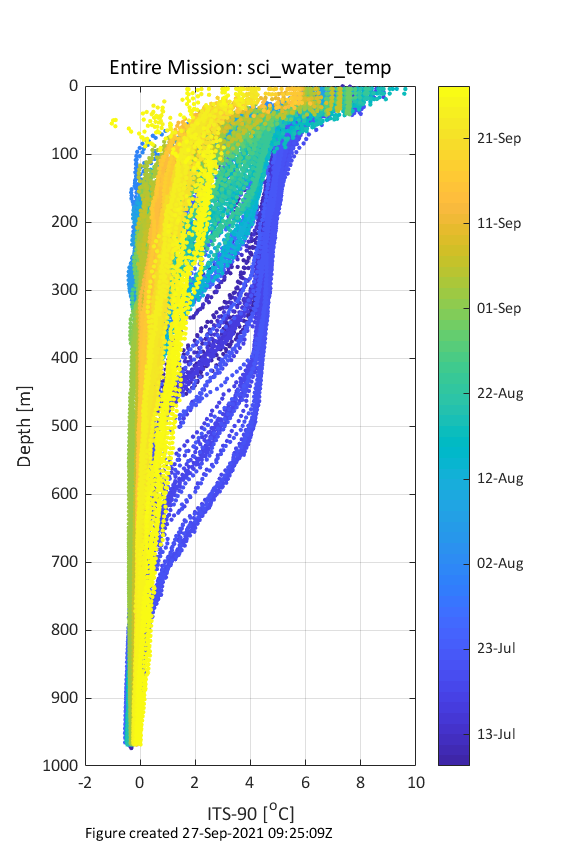 Entire Mission: sci_water_temp
0
100
200
300
400
500
600
700
800
900
1000
Depth [m]
-2
0
2
4
6
8
10
ITS-90 [°C]
Figure created 27-Sep-2021 09:25:09Z
21-Sep
11-Sep
01-Sep
22-Aug
12-Aug
02-Aug
23-Jul
13-Jul